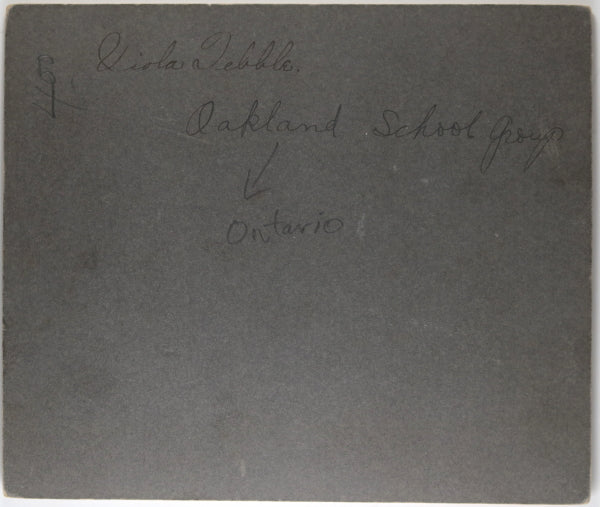 Viola Tebble.
Oakland School Group
Ontario